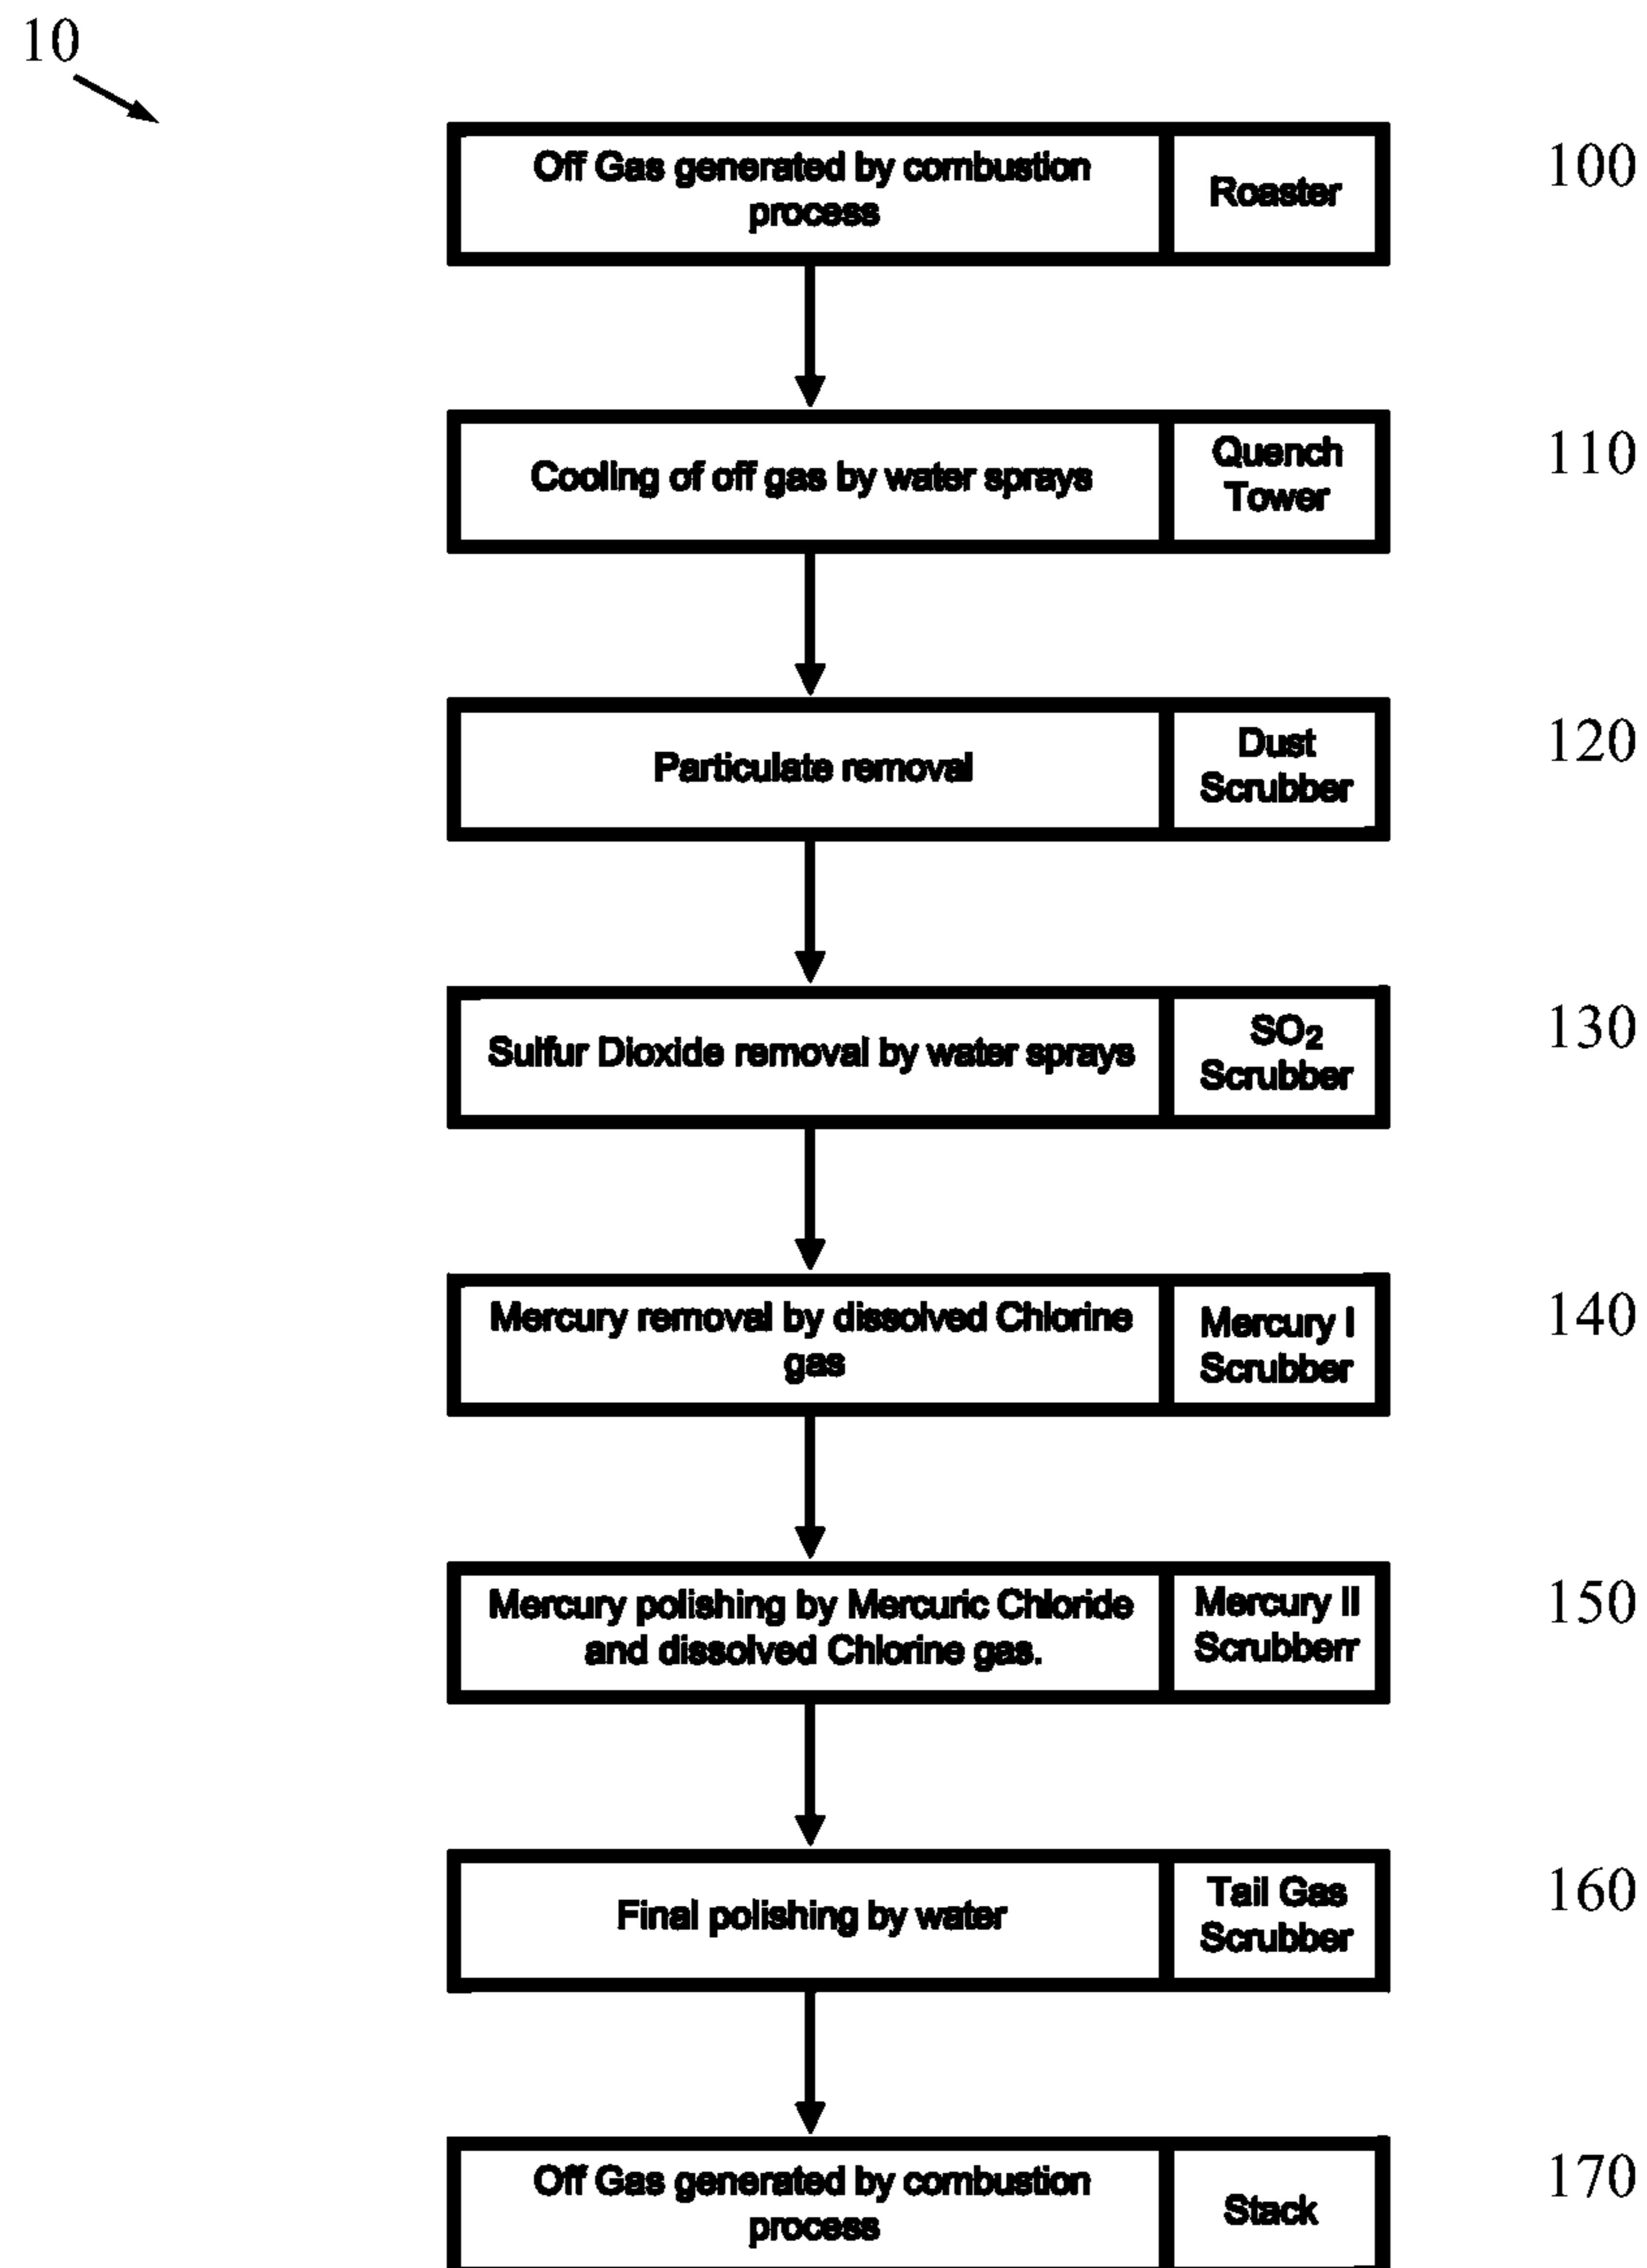 10
Off Gas generated by combustion
process
Roaster
100
Cooling of off gas by water sprays
Quench
Tower
110
Particulate removal
Dust
Scrubber
120
Sulfur Dioxide removal by water sprays
SO₂
Scrubber
130
Mercury removal by dissolved Chlorine
gas
Mercury I
Scrubber
140
Mercury polishing by Mercuric Chloride
and dissolved Chlorine gas.
Mercury II
Scrubberr
150
Final polishing by water
Tail Gas
Scrubber
160
Off Gas generated by combustion
process
Stack
170